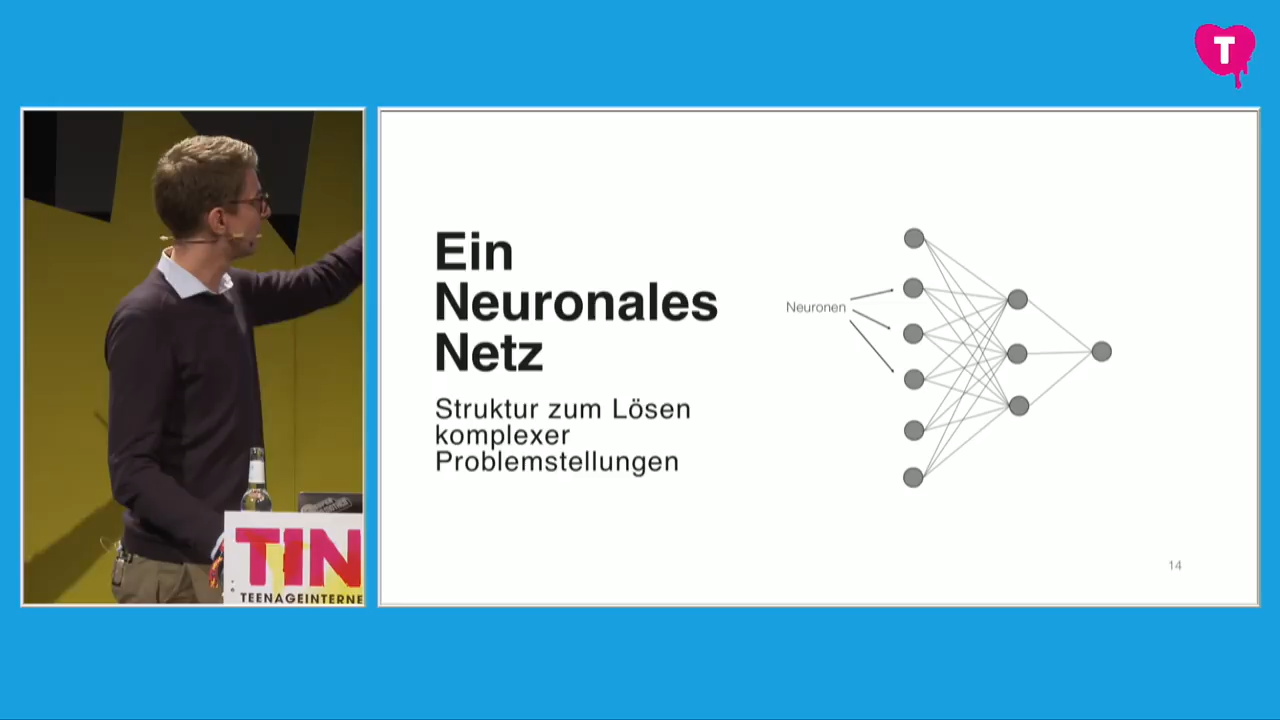 T
Ein
Neuronales
Netz
Struktur zum Lösen
komplexer
Problemstellungen
Neuronen
14
TIN
TEENAGEINTERNE